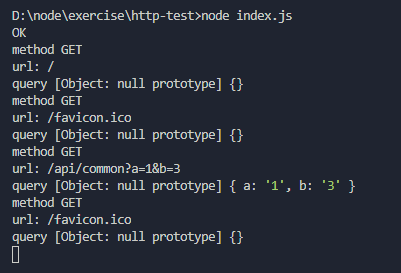 D:\node\exercise\http-test>node index.js
OK
method GET
url: /
query [Object: null prototype] {}
method GET
url: /favicon.ico
query [Object: null prototype] {}
method GET
url: /api/common?a=1&b=3
query [Object: null prototype] { a: '1', b: '3' }
method GET
url: /favicon.ico
query [Object: null prototype] {}